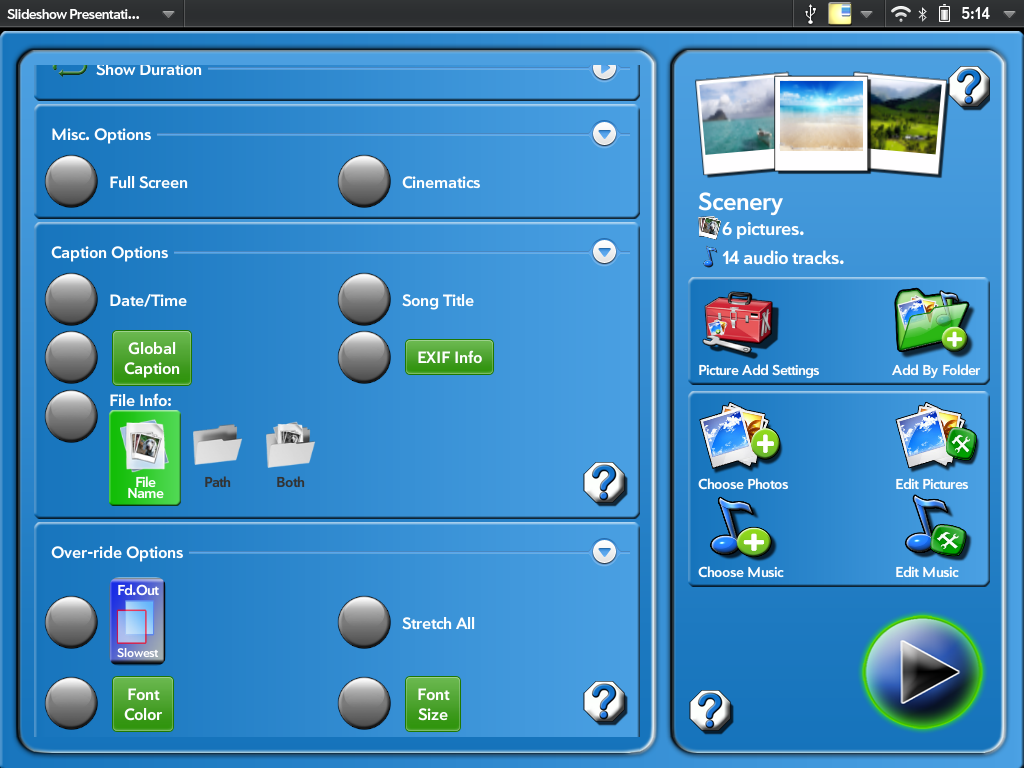 Slideshow Presentati...
5:14
Show Duration
Misc. Options
Full Screen
Cinematics
Caption Options
Date/Time
Song Title
Global
Caption
EXIF Info
File Info:
File
Name
Path
Both
Over-ride Options
Fd.Out
Slowest
Stretch All
Font
Color
Font
Size
Scenery
6 pictures.
14 audio tracks.
Picture Add Settings
Add By Folder
Choose Photos
Edit Pictures
Choose Music
Edit Music